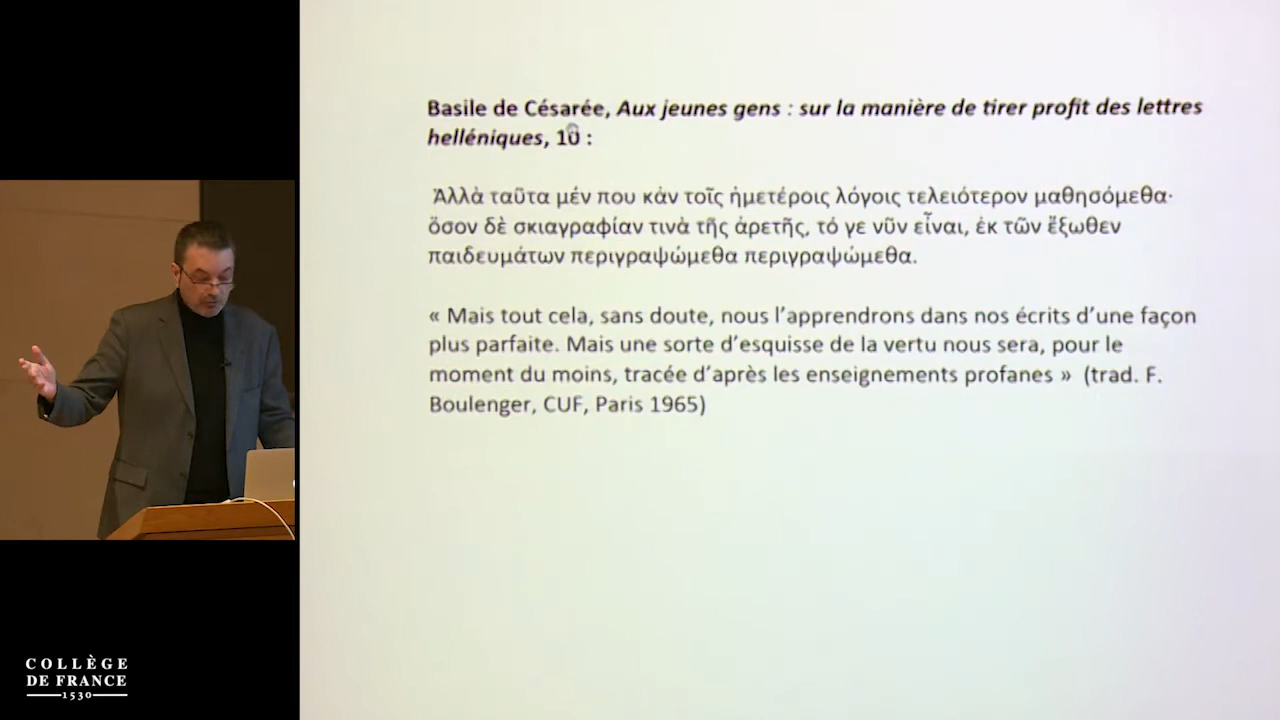 Basile de Césarée, Aux jeunes gens : sur la manière de tirer profit des lettres
helléniques, 10 :
Ἀλλὰ ταῦτα μέν που κἀν τοῖς ἡμετέροις λόγοις τελειότερον μαθησόμεθα·
ὅσον δὲ σκιαγραφίαν τινὰ τῆς ἀρετῆς, τό γε νῦν εἶναι, ἐκ τῶν ἔξωθεν
παιδευμάτων περιγραψώμεθα περιγραψώμεθα.
« Mais tout cela, sans doute, nous l’apprendrons dans nos écrits d’une façon
plus parfaite. Mais une sorte d’esquisse de la vertu nous sera, pour le
moment du moins, tracée d’après les enseignements profanes » (trad. F.
Boulenger, CUF, Paris 1965)
COLLÈGE
DE FRANCE
1530